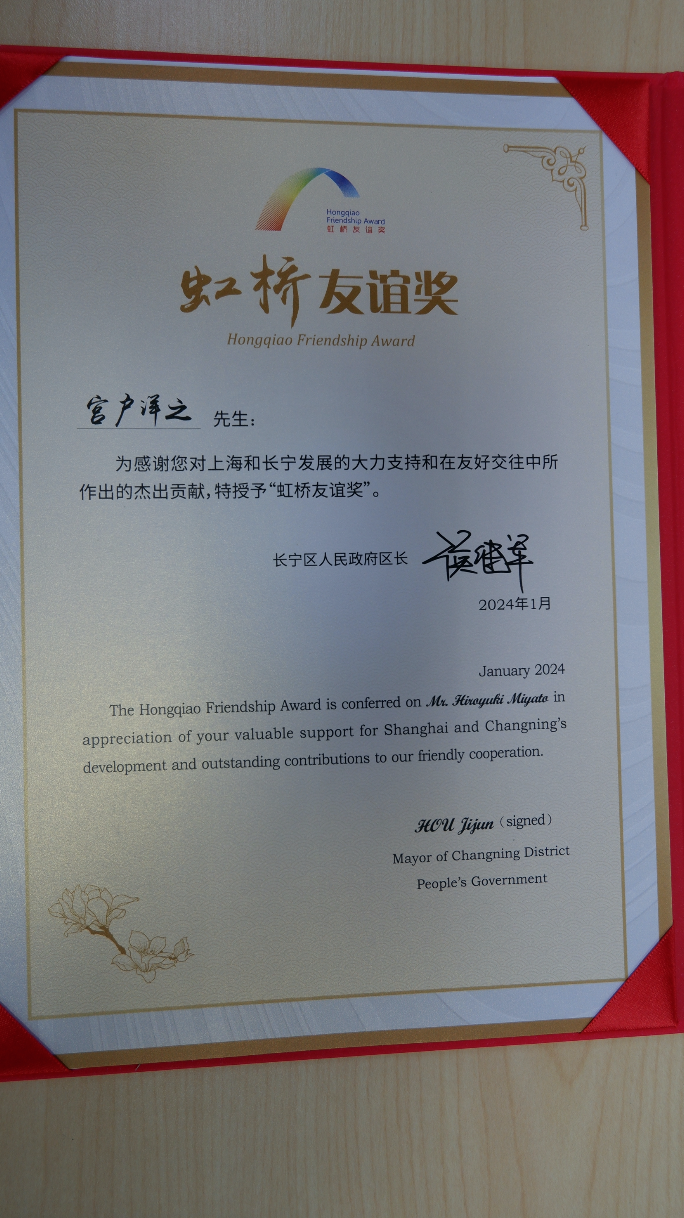 Hongqiao
Friendship Award
虹桥友谊奖
虹桥友谊奖
Hongqiao Friendship Award
宫户洋之 先生：
为感谢您对上海和长宁发展的大力支持和在友好交往中所
作出的杰出贡献，特授予“虹桥友谊奖”。
长宁区人民政府区长
2024年1月
January 2024
The Hongqiao Friendship Award is conferred on Mr. Hiroyuki Miyato in
appreciation of your valuable support for Shanghai and Changning's
development and outstanding contributions to our friendly cooperation.
HOU Jijun（signed）
Mayor of Changning District
People's Government